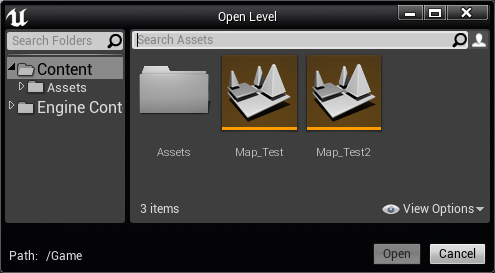 Open Level
Search Folders
Search Assets
Content
Assets
Engine Cont
Assets
Map_Test
Map_Test2
3 items
View Options
Path: /Game
Open
Cancel